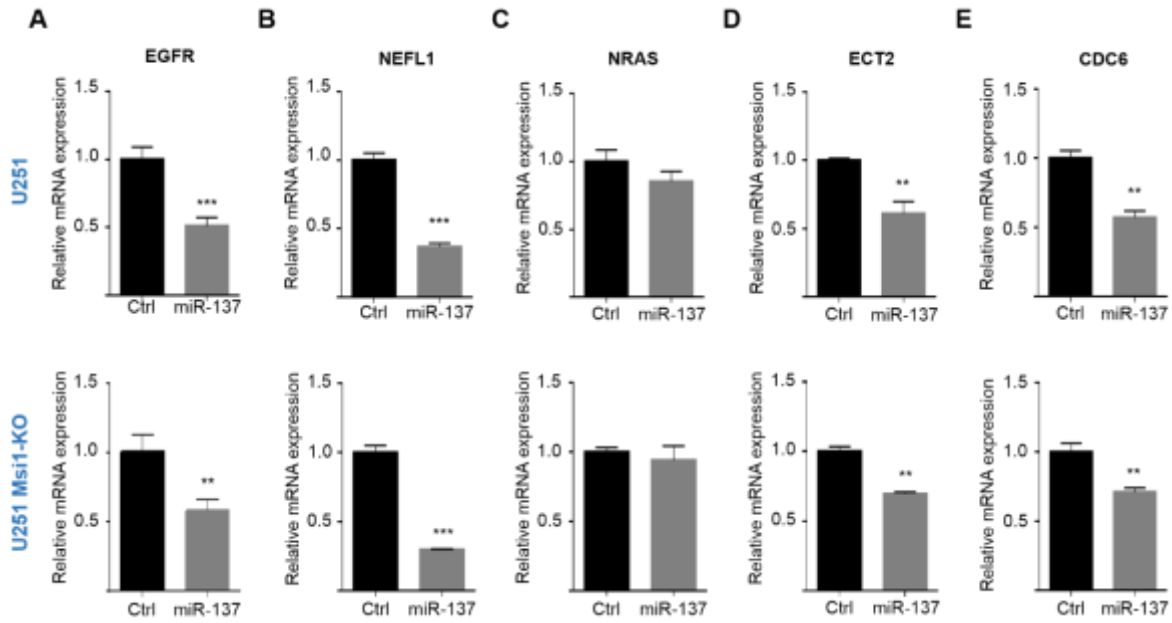 A
B
C
D
E
EGFR
NEFL1
NRAS
ECT2
CDC6
U251
Relative mRNA expression
1.5
1.0
0.5
***
Ctrl miR-137
Relative mRNA expression
1.5
1.0
0.5
***
Ctrl miR-137
Relative mRNA expression
1.5
1.0
0.5
Ctrl miR-137
Relative mRNA expression
1.5
1.0
0.5
**
Ctrl miR-137
Relative mRNA expression
1.5
1.0
0.5
**
Ctrl miR-137
U251 Msi1-KO
Relative mRNA expression
1.5
1.0
0.5
**
Ctrl miR-137
Relative mRNA expression
1.5
1.0
0.5
***
Ctrl miR-137
Relative mRNA expression
1.5
1.0
0.5
Ctrl miR-137
Relative mRNA expression
1.5
1.0
0.5
**
Ctrl miR-137
Relative mRNA expression
1.5
1.0
0.5
**
Ctrl miR-137